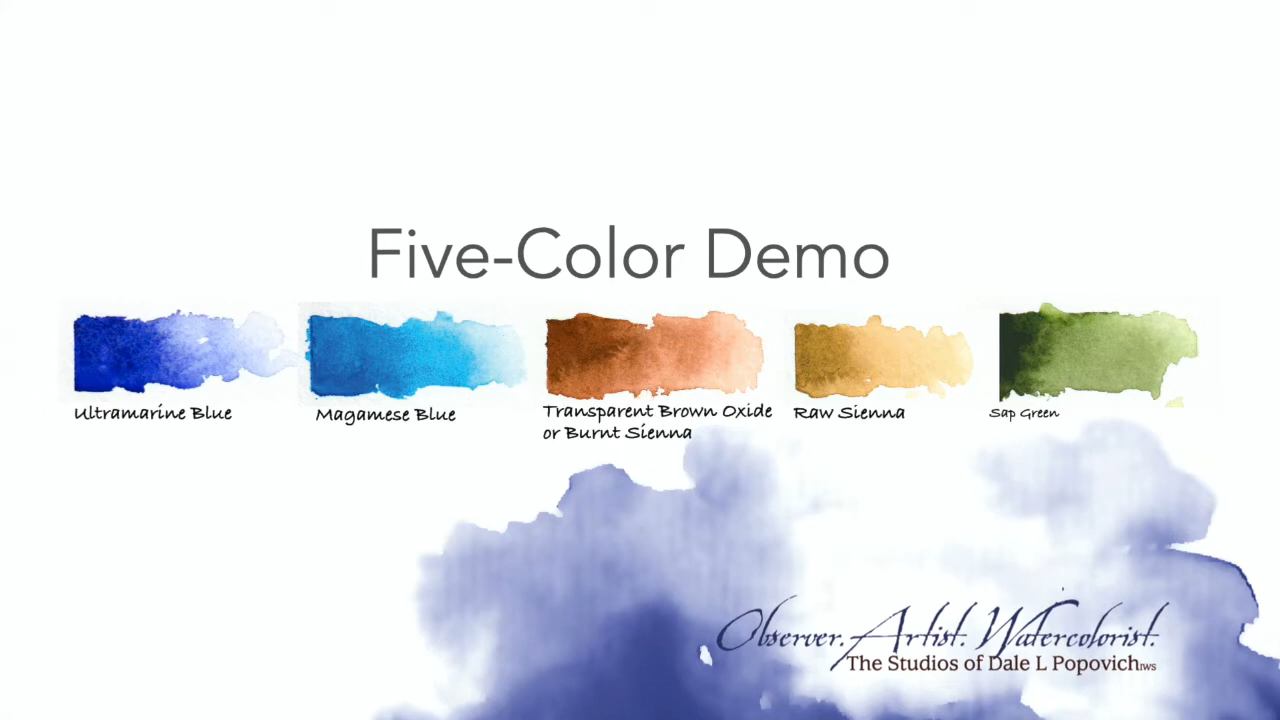 Five-Color Demo
Ultramarine Blue
Magamese Blue
Transparent Brown Oxide
or Burnt Sienna
Raw Sienna
Sap Green
Observer. Artist. Watercolorist.
The Studios of Dale L Popovich IWS